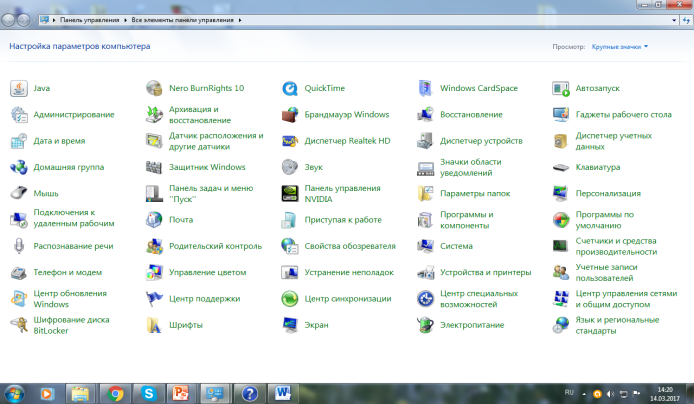 Панель управления ▸ Все элементы панели управления ▸
Настройка параметров компьютера
Просмотр: Крупные значки
Java
Nero BurnRights 10
QuickTime
Windows CardSpace
Автозапуск
Администрирование
Архивация и
восстановление
Брандмауэр Windows
Восстановление
Гаджеты рабочего стола
Дата и время
Датчик расположения и
другие датчики
Диспетчер Realtek HD
Диспетчер устройств
Диспетчер учетных
данных
Домашняя группа
Защитник Windows
Звук
Значки области
уведомлений
Клавиатура
Мышь
Панель задач и меню
"Пуск"
Панель управления
NVIDIA
Параметры папок
Персонализация
Подключения к
удаленным рабочим
Почта
Приступая к работе
Программы и
компоненты
Программы по
умолчанию
Распознавание речи
Родительский контроль
Свойства обозревателя
Система
Счетчики и средства
производительности
Телефон и модем
Управление цветом
Устранение неполадок
Устройства и принтеры
Учетные записи
пользователей
Центр обновления
Windows
Центр поддержки
Центр синхронизации
Центр специальных
возможностей
Центр управления сетями
и общим доступом
Шифрование диска
BitLocker
Шрифты
Экран
Электропитание
Язык и региональные
стандарты
RU
14:20
14.03.2017